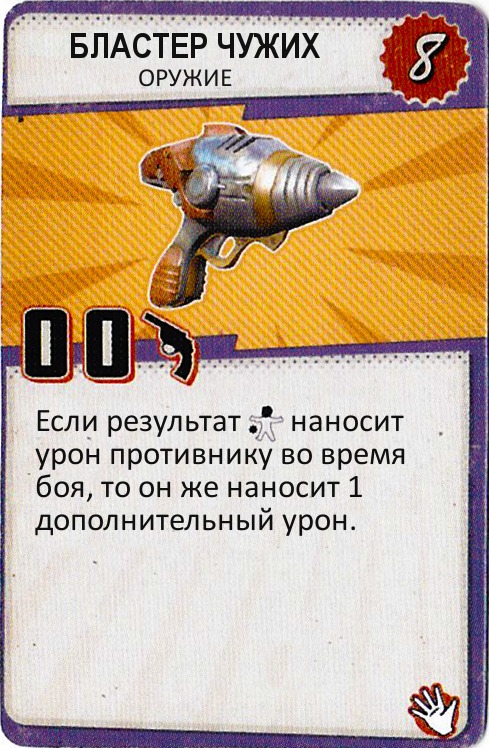 БЛАСТЕР ЧУЖИХ
ОРУЖИЕ
8
Если результат наносит
урон противнику во время
боя, то он же наносит 1
дополнительный урон.